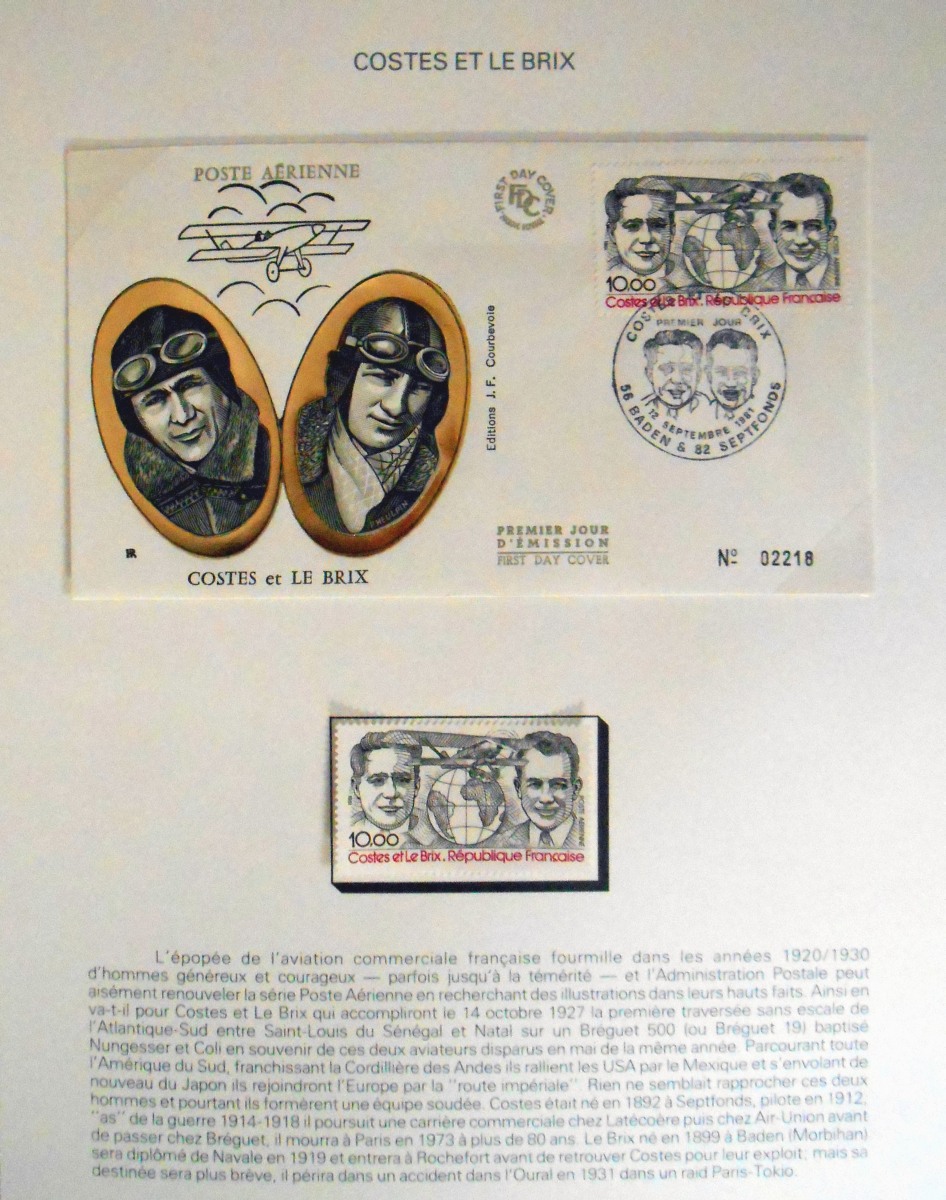 COSTES ET LE BRIX
POSTE AÉRIENNE
FIRST DAY COVER
FDC
10.00
Costes et Le Brix. République Française
Editions J. F. Courbevoie
COSTES BRIX
PREMIER JOUR
12 SEPTEMBRE 1981
56 BADEN & 82 SEPTFONDS
PREMIER JOUR
D'ÉMISSION
FIRST DAY COVER
Nº 02218
COSTES et LE BRIX
10.00
Costes et Le Brix. République Française
L'épopée de l'aviation commerciale française fourmille dans les années 1920/1930
d'hommes généreux et courageux — parfois jusqu'à la témérité — et l'Administration Postale peut
aisément renouveler la série Poste Aérienne en recherchant des illustrations dans leurs hauts faits. Ainsi en
va-t-il pour Costes et Le Brix qui accompliront le 14 octobre 1927 la première traversée sans escale de
l'Atlantique-Sud entre Saint-Louis du Sénégal et Natal sur un Bréguet 500 (ou Bréguet 19) baptisé
Nungesser et Coli en souvenir de ces deux aviateurs disparus en mai de la même année. Parcourant toute
l'Amérique du Sud, franchissant la Cordillière des Andes ils rallient les USA par le Mexique et s'envolant de
nouveau du Japon ils rejoindront l'Europe par la "route impériale". Rien ne semblait rapprocher ces deux
hommes et pourtant ils formèrent une équipe soudée. Costes était né en 1892 à Septfonds, pilote en 1912,
"as" de la guerre 1914-1918 il poursuit une carrière commerciale chez Latécoère puis chez Air-Union avant
de passer chez Bréguet, il mourra à Paris en 1973 à plus de 80 ans. Le Brix né en 1899 à Baden (Morbihan)
sera diplômé de Navale en 1919 et entrera à Rochefort avant de retrouver Costes pour leur exploit; mais sa
destinée sera plus brève, il périra dans un accident dans l'Oural en 1931 dans un raid Paris-Tokio.